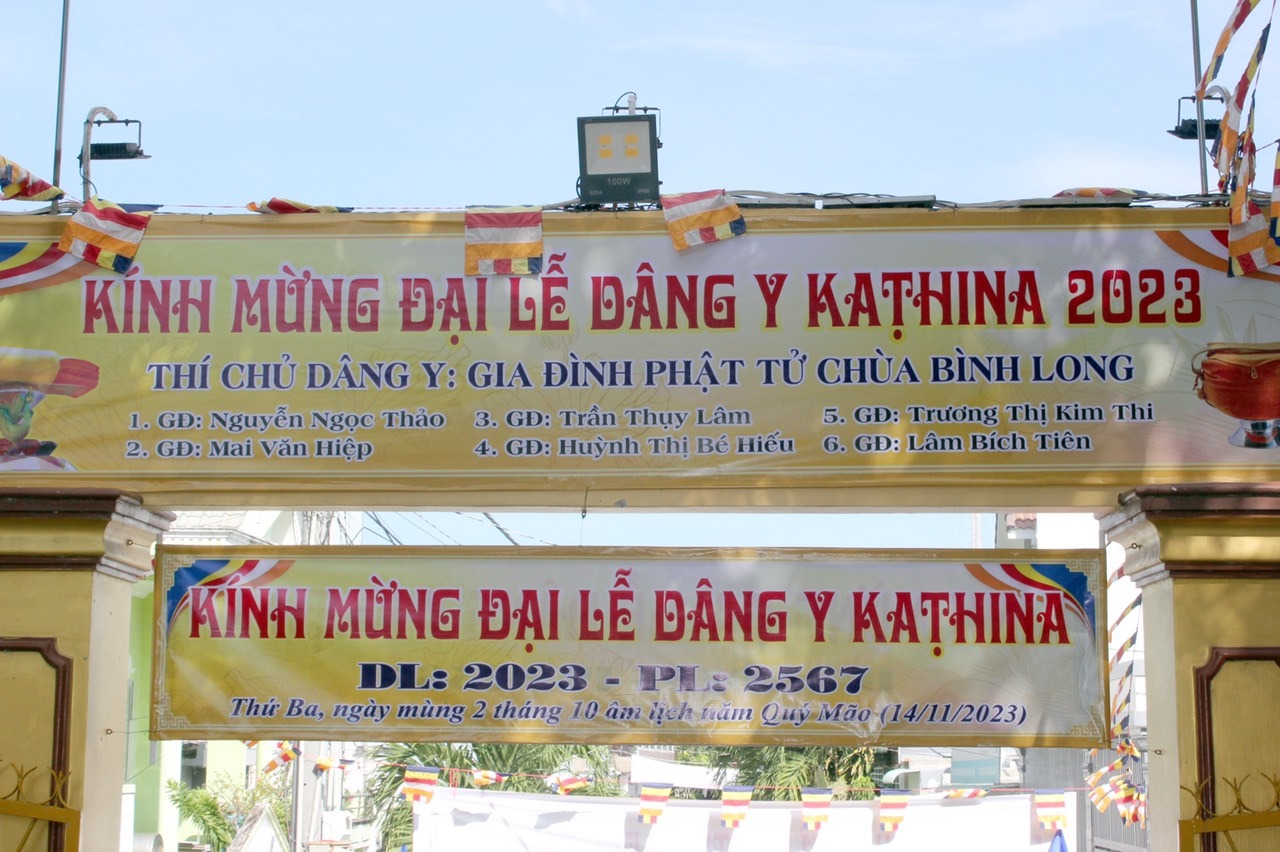 100W
KÍNH MỪNG ĐẠI LỄ DÂNG Y KAṬHINA 2023
THÍ CHỦ DÂNG Y: GIA ĐÌNH PHẬT TỬ CHÙA BÌNH LONG
1. GĐ: Nguyễn Ngọc Thảo 3. GĐ: Trần Thụy Lâm 5. GĐ: Trương Thị Kim Thi
2. GĐ: Mai Văn Hiệp 4. GĐ: Huỳnh Thị Bé Hiếu 6. GĐ: Lâm Bích Tiên
KÍNH MỪNG ĐẠI LỄ DÂNG Y KAṬHINA
DL: 2023 - PL: 2567
Thứ Ba, ngày mùng 2 tháng 10 âm lịch năm Quý Mão (14/11/2023)